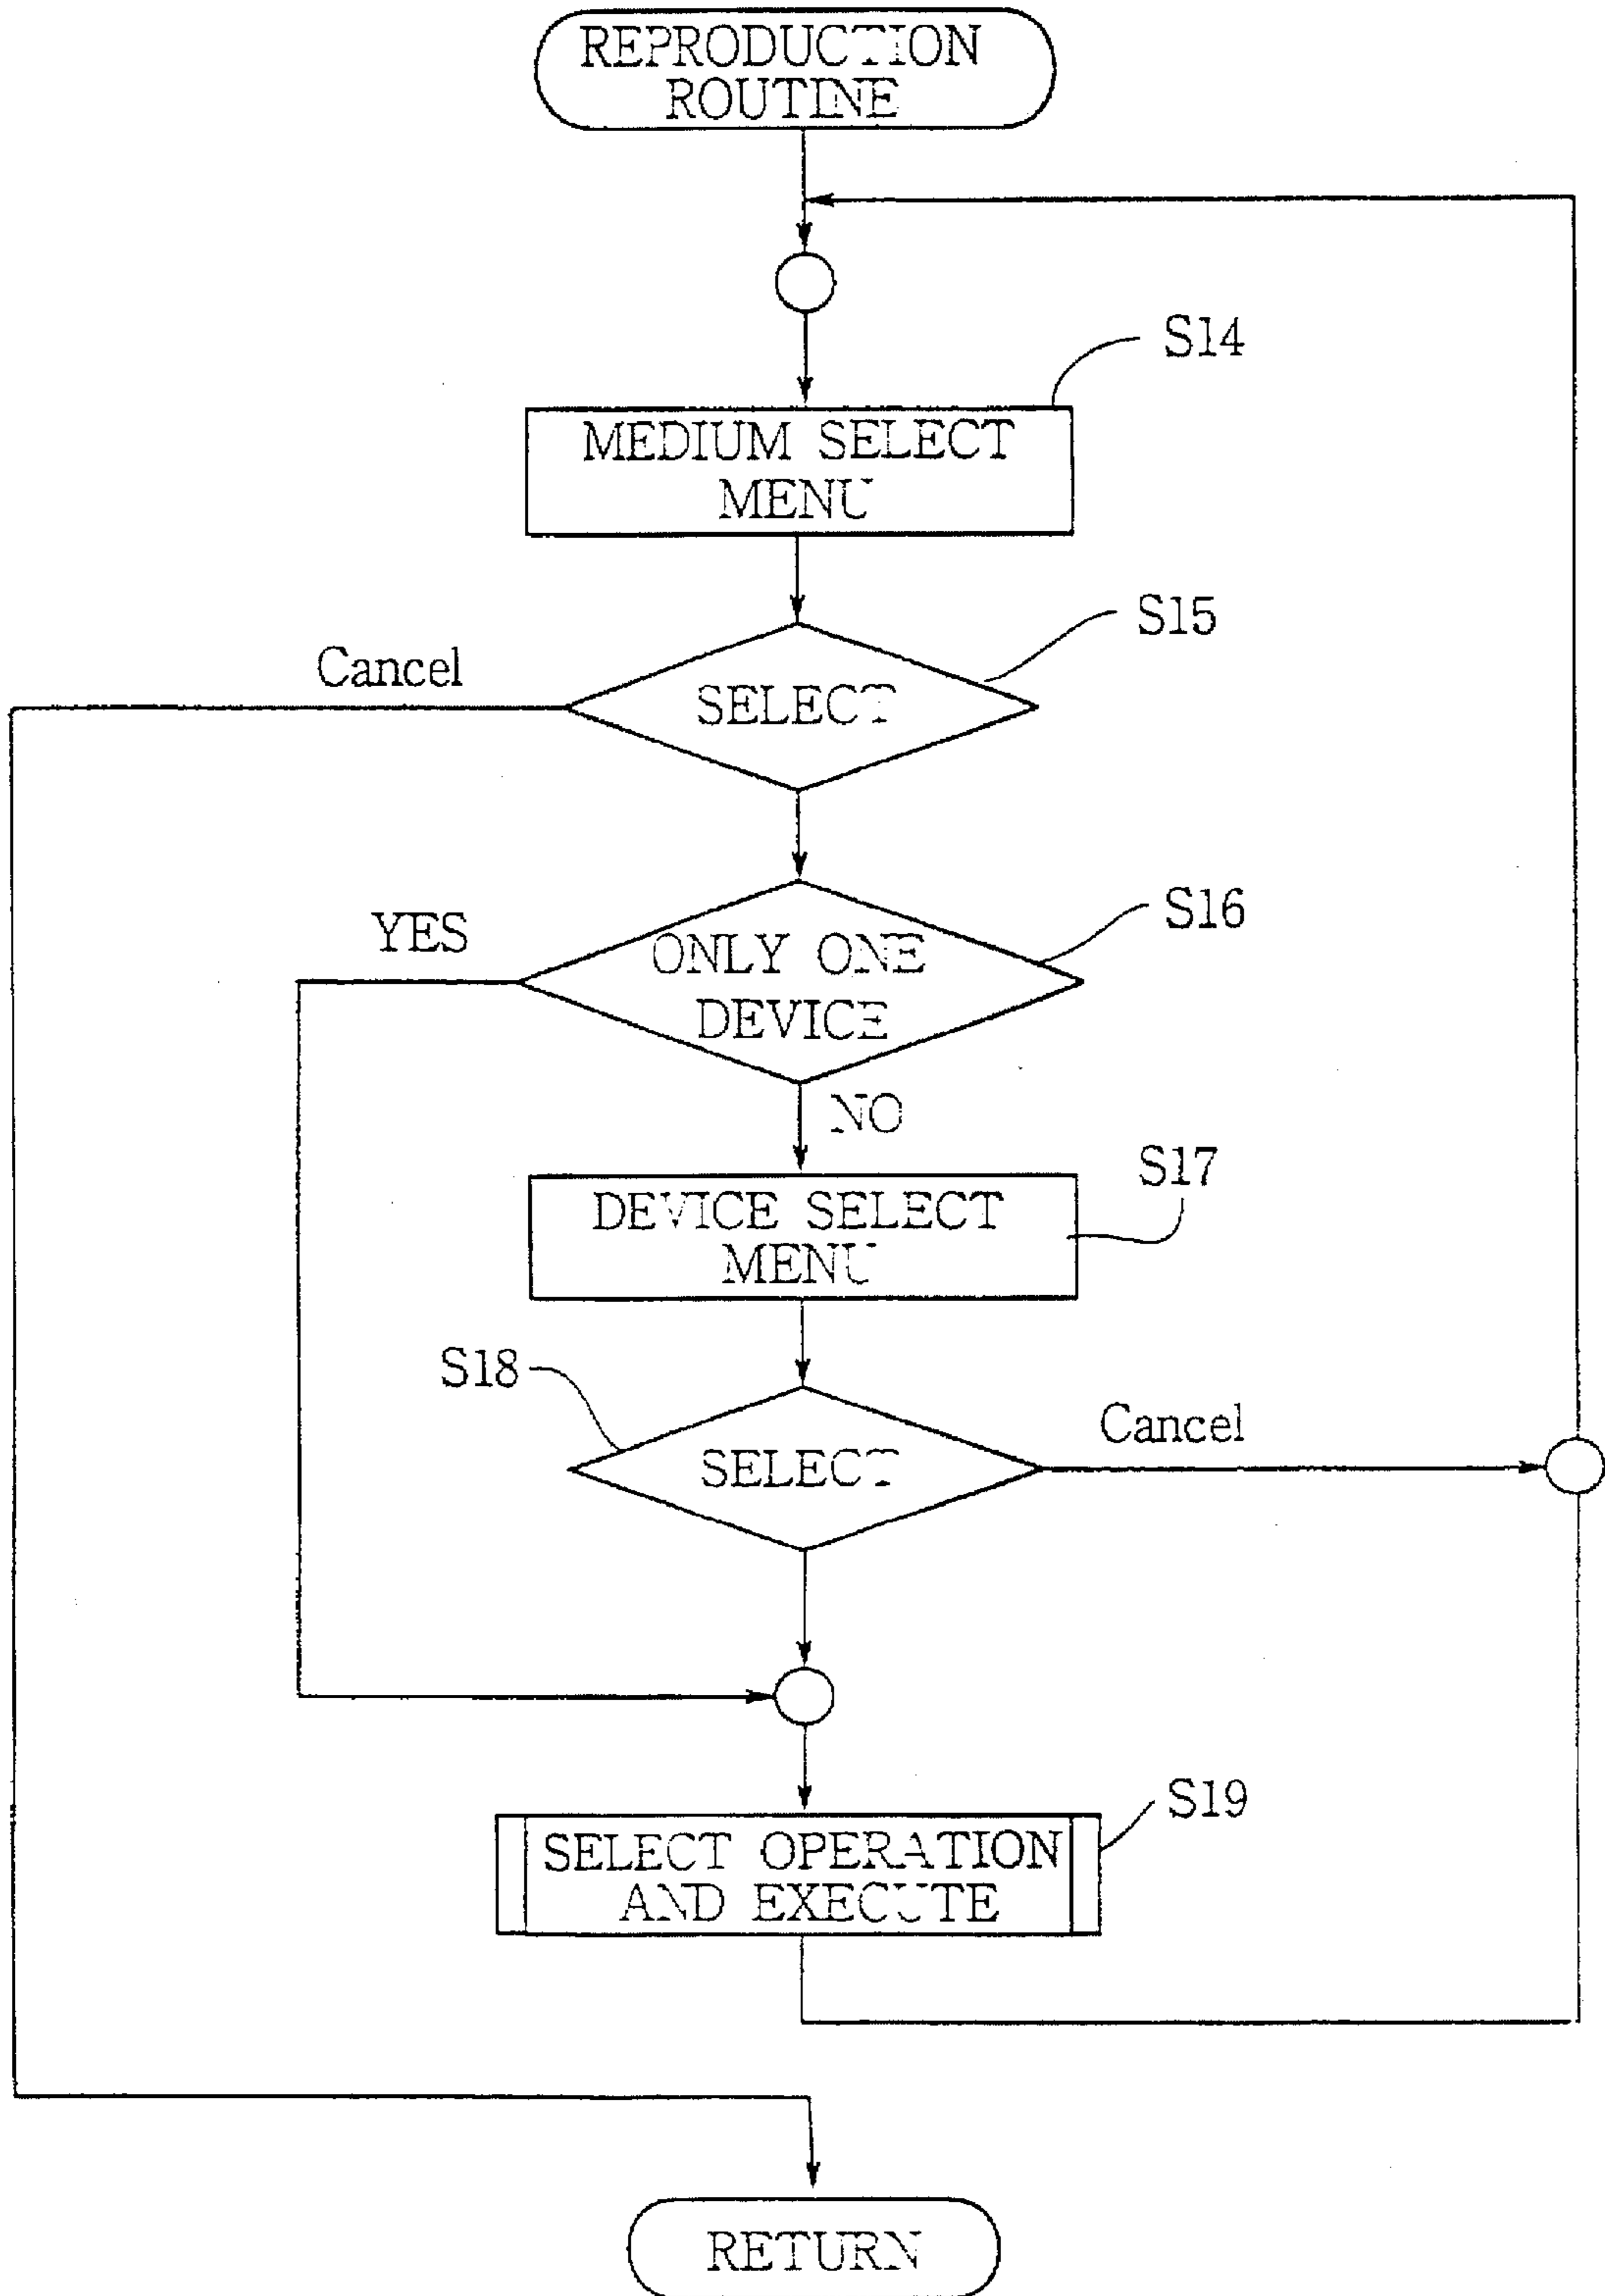 REPRODUCTION
ROUTINE
S14
MEDIUM SELECT
MENU
S15
Cancel
SELECT
S16
YES
ONLY ONE
DEVICE
NO
S17
DEVICE SELECT
MENU
S18
Cancel
SELECT
S19
SELECT OPERATION
AND EXECUTE
RETURN